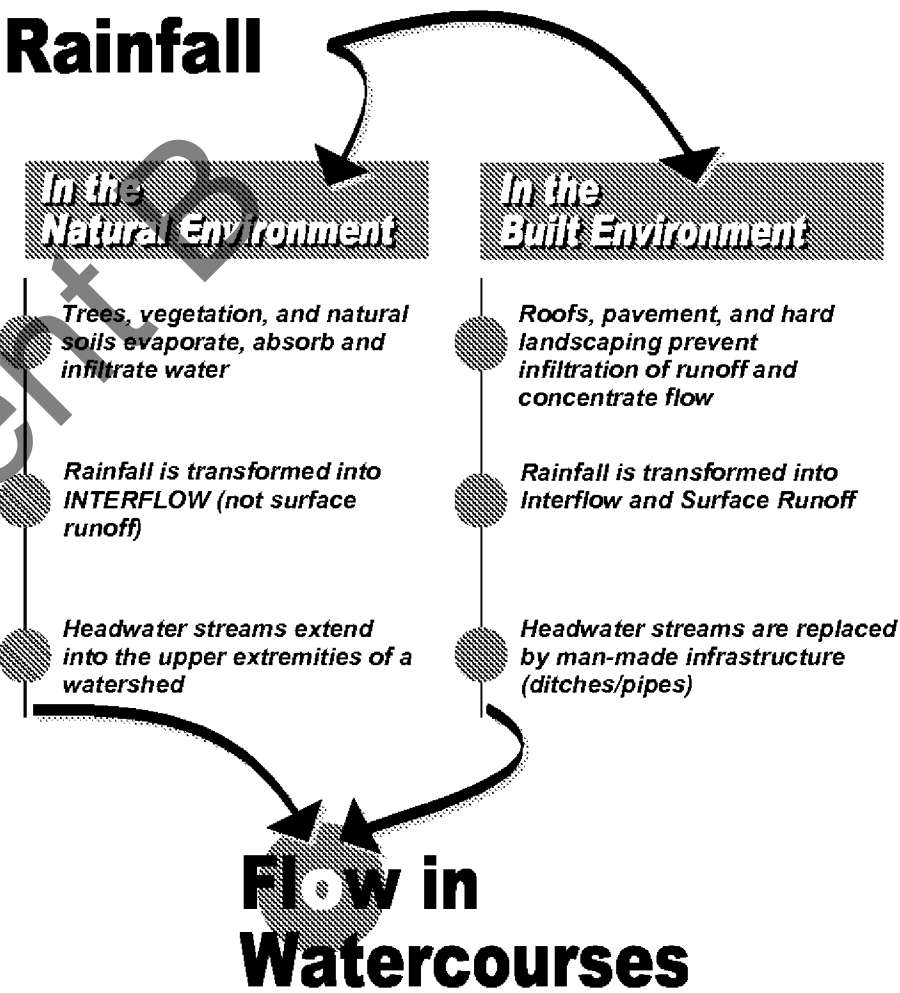 Rainfall
In the
Natural Environment
Trees, vegetation, and natural
soils evaporate, absorb and
infiltrate water
Rainfall is transformed into
INTERFLOW (not surface
runoff)
Headwater streams extend
into the upper extremities of a
watershed
In the
Built Environment
Roofs, pavement, and hard
landscaping prevent
infiltration of runoff and
concentrate flow
Rainfall is transformed into
Interflow and Surface Runoff
Headwater streams are replaced
by man-made infrastructure
(ditches/pipes)
Flow in
Watercourses
ent B